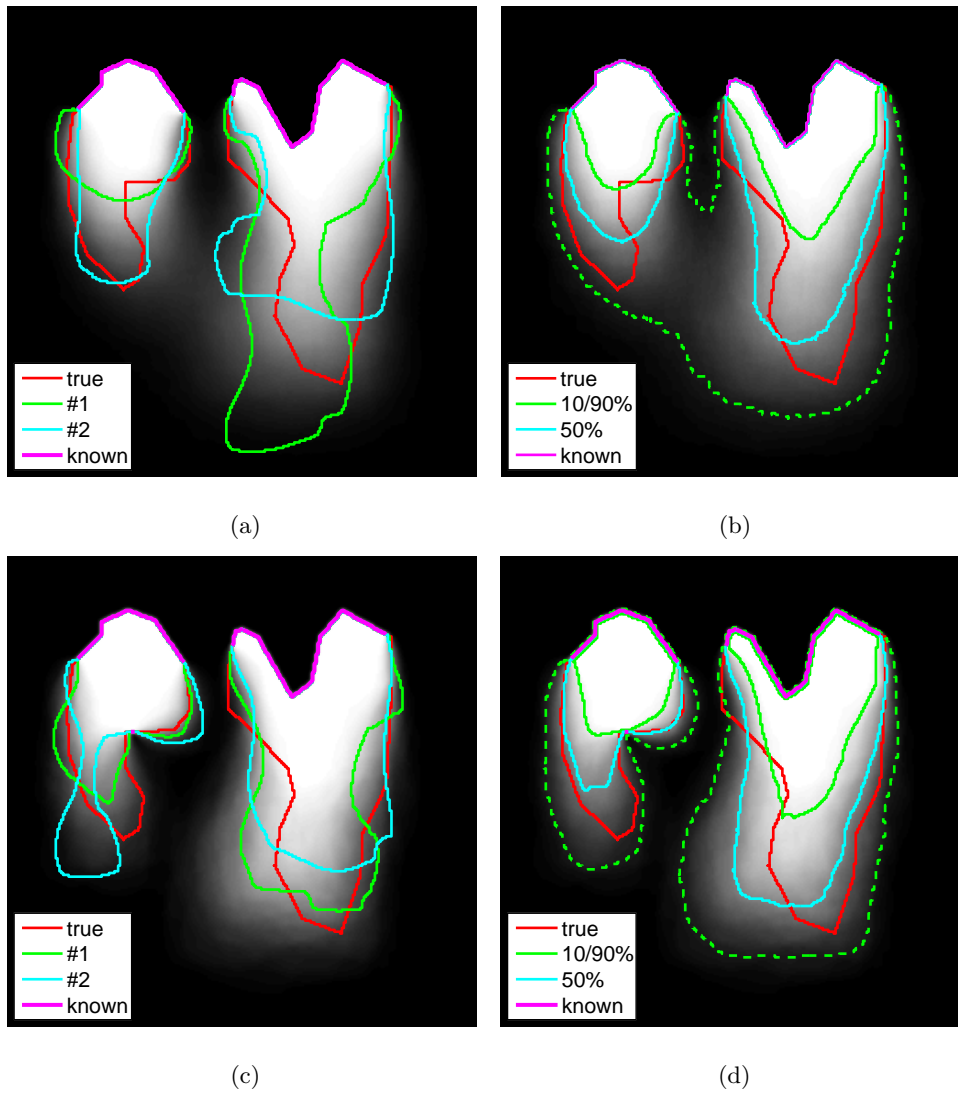 true
#1
#2
known
(a)
true
10/90%
50%
known
(b)
true
#1
#2
known
(c)
true
10/90%
50%
known
(d)